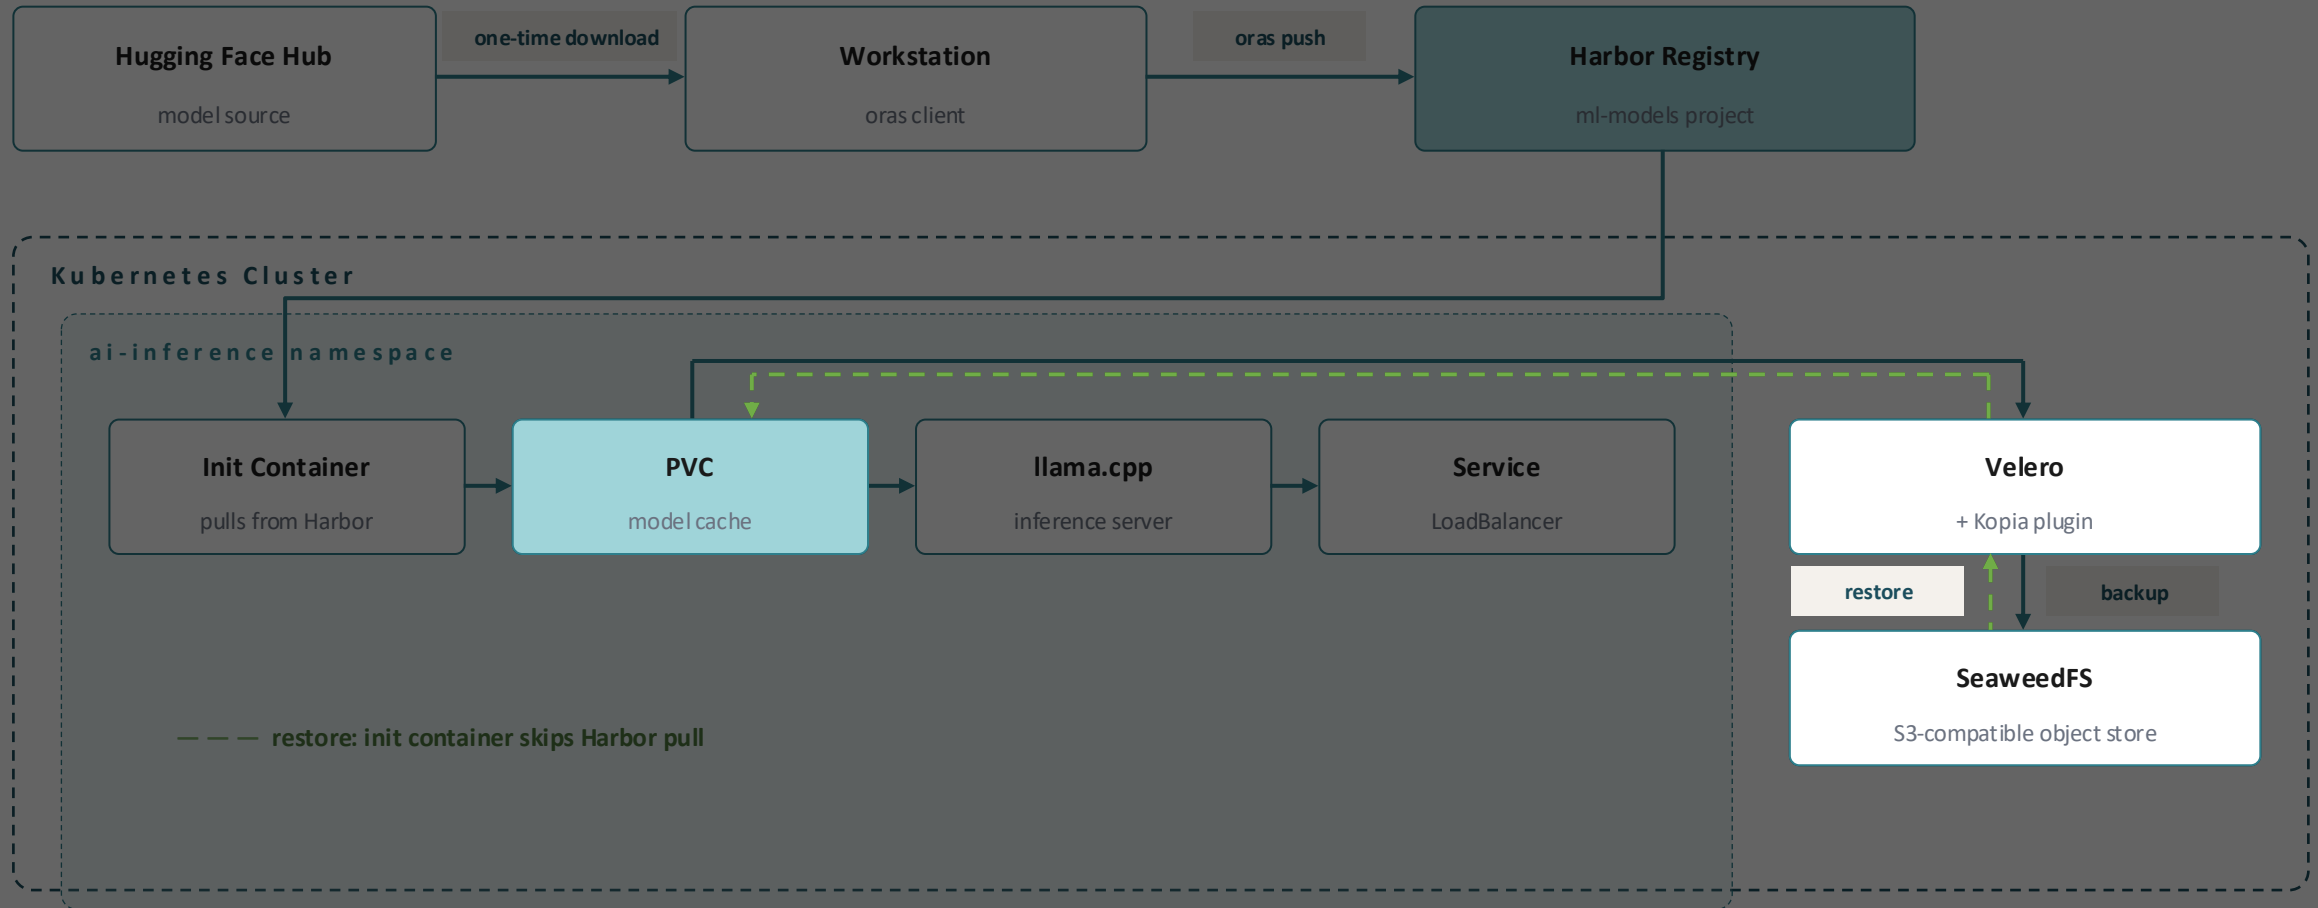 Hugging Face Hub
model source
one-time download
Workstation
oras client
oras push
Harbor Registry
ml-models project
Kubernetes Cluster
ai-inference namespace
Init Container
pulls from Harbor
PVC
model cache
llama.cpp
inference server
Service
LoadBalancer
Velero
+ Kopia plugin
restore
backup
SeaweedFS
S3-compatible object store
restore: init container skips Harbor pull